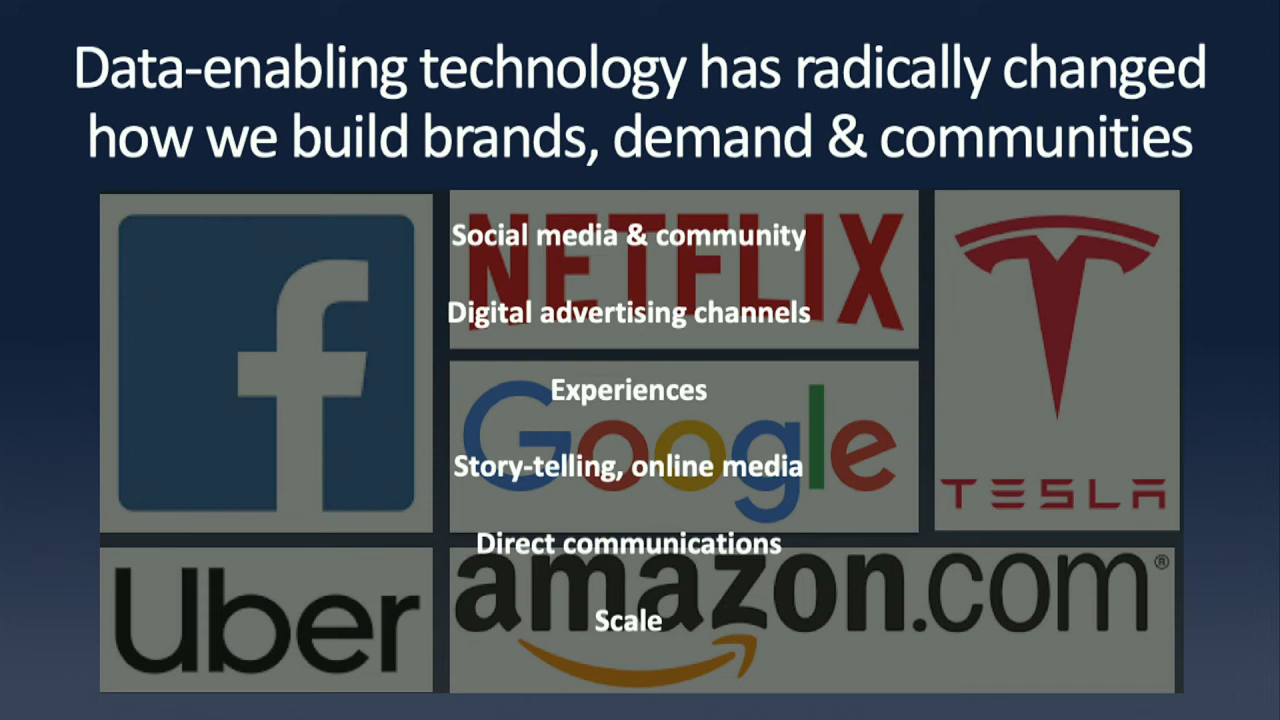 Data-enabling technology has radically changed
how we build brands, demand & communities
f
NETFLIX
Social media & community
Digital advertising channels
Google
Experiences
Story-telling, online media
TESLA
Direct communications
Uber
amazon.com®
Scale